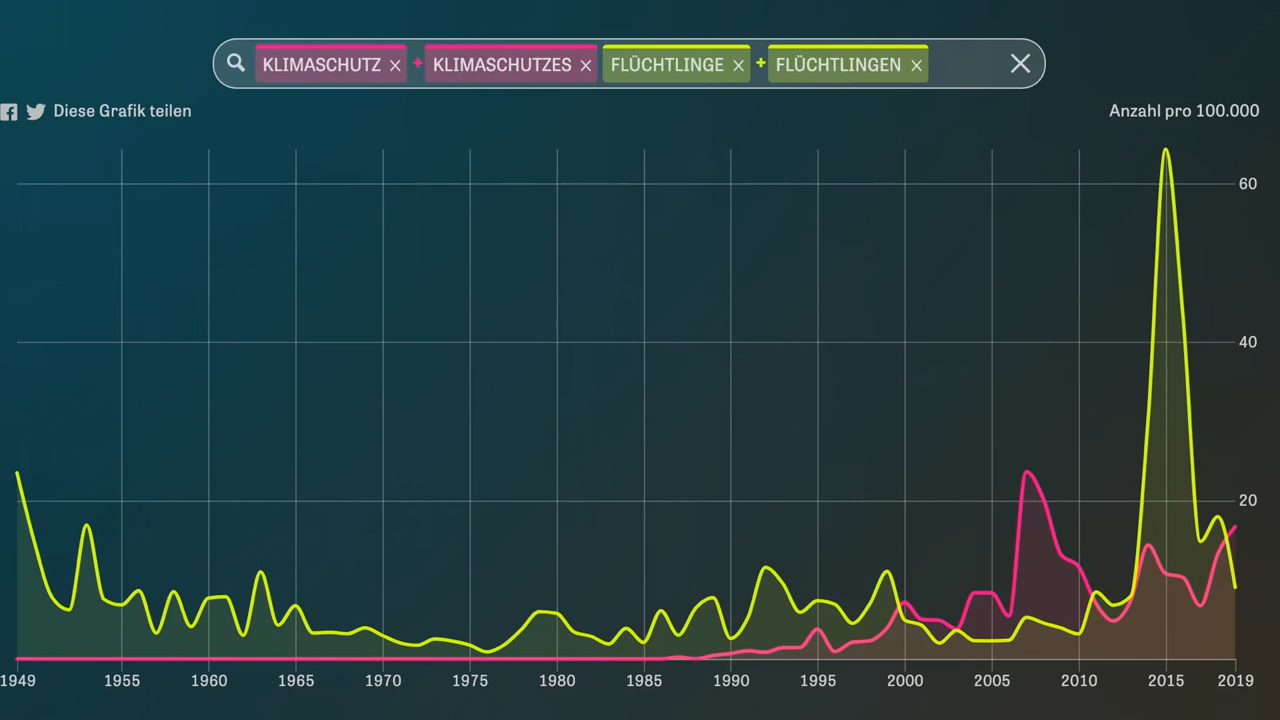 KLIMASCHUTZ × + KLIMASCHUTZES × FLÜCHTLINGE × + FLÜCHTLINGEN ×
Diese Grafik teilen
Anzahl pro 100.000
60
40
20
1949 1955 1960 1965 1970 1975 1980 1985 1990 1995 2000 2005 2010 2015 2019